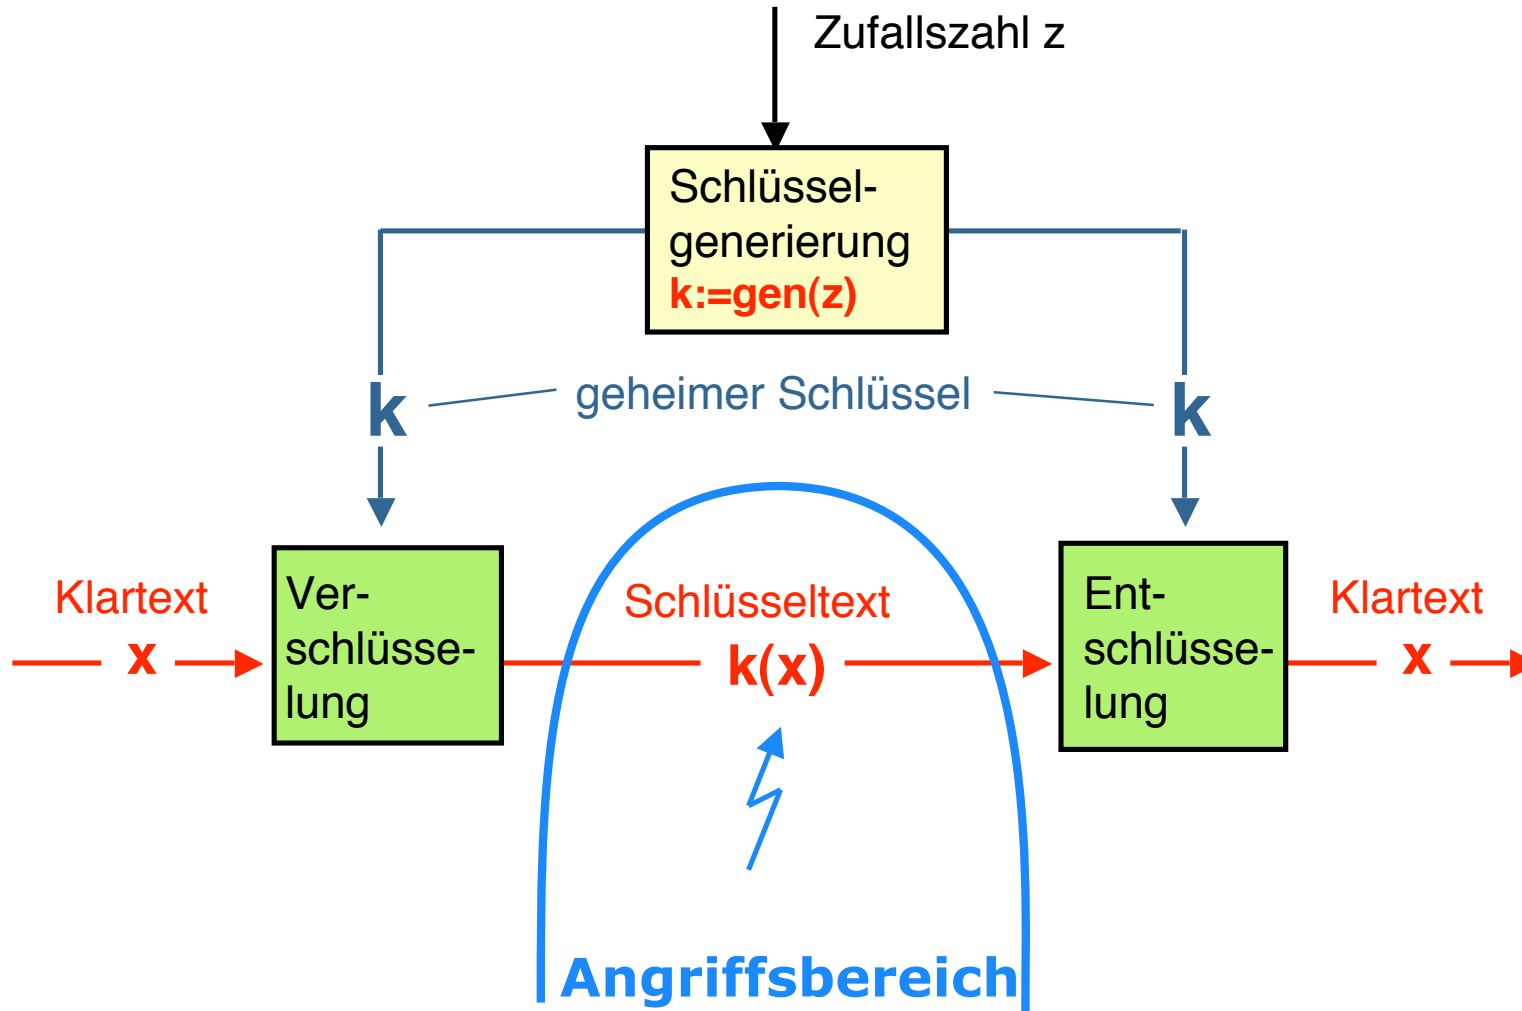 Zufallszahl z
Schlüssel-
generierung
k:=gen(z)
k
geheimer Schlüssel
k
Klartext
x
Ver-
schlüsse-
lung
Schlüsseltext
k(x)
Ent-
schlüsse-
lung
Klartext
x
Angriffsbereich